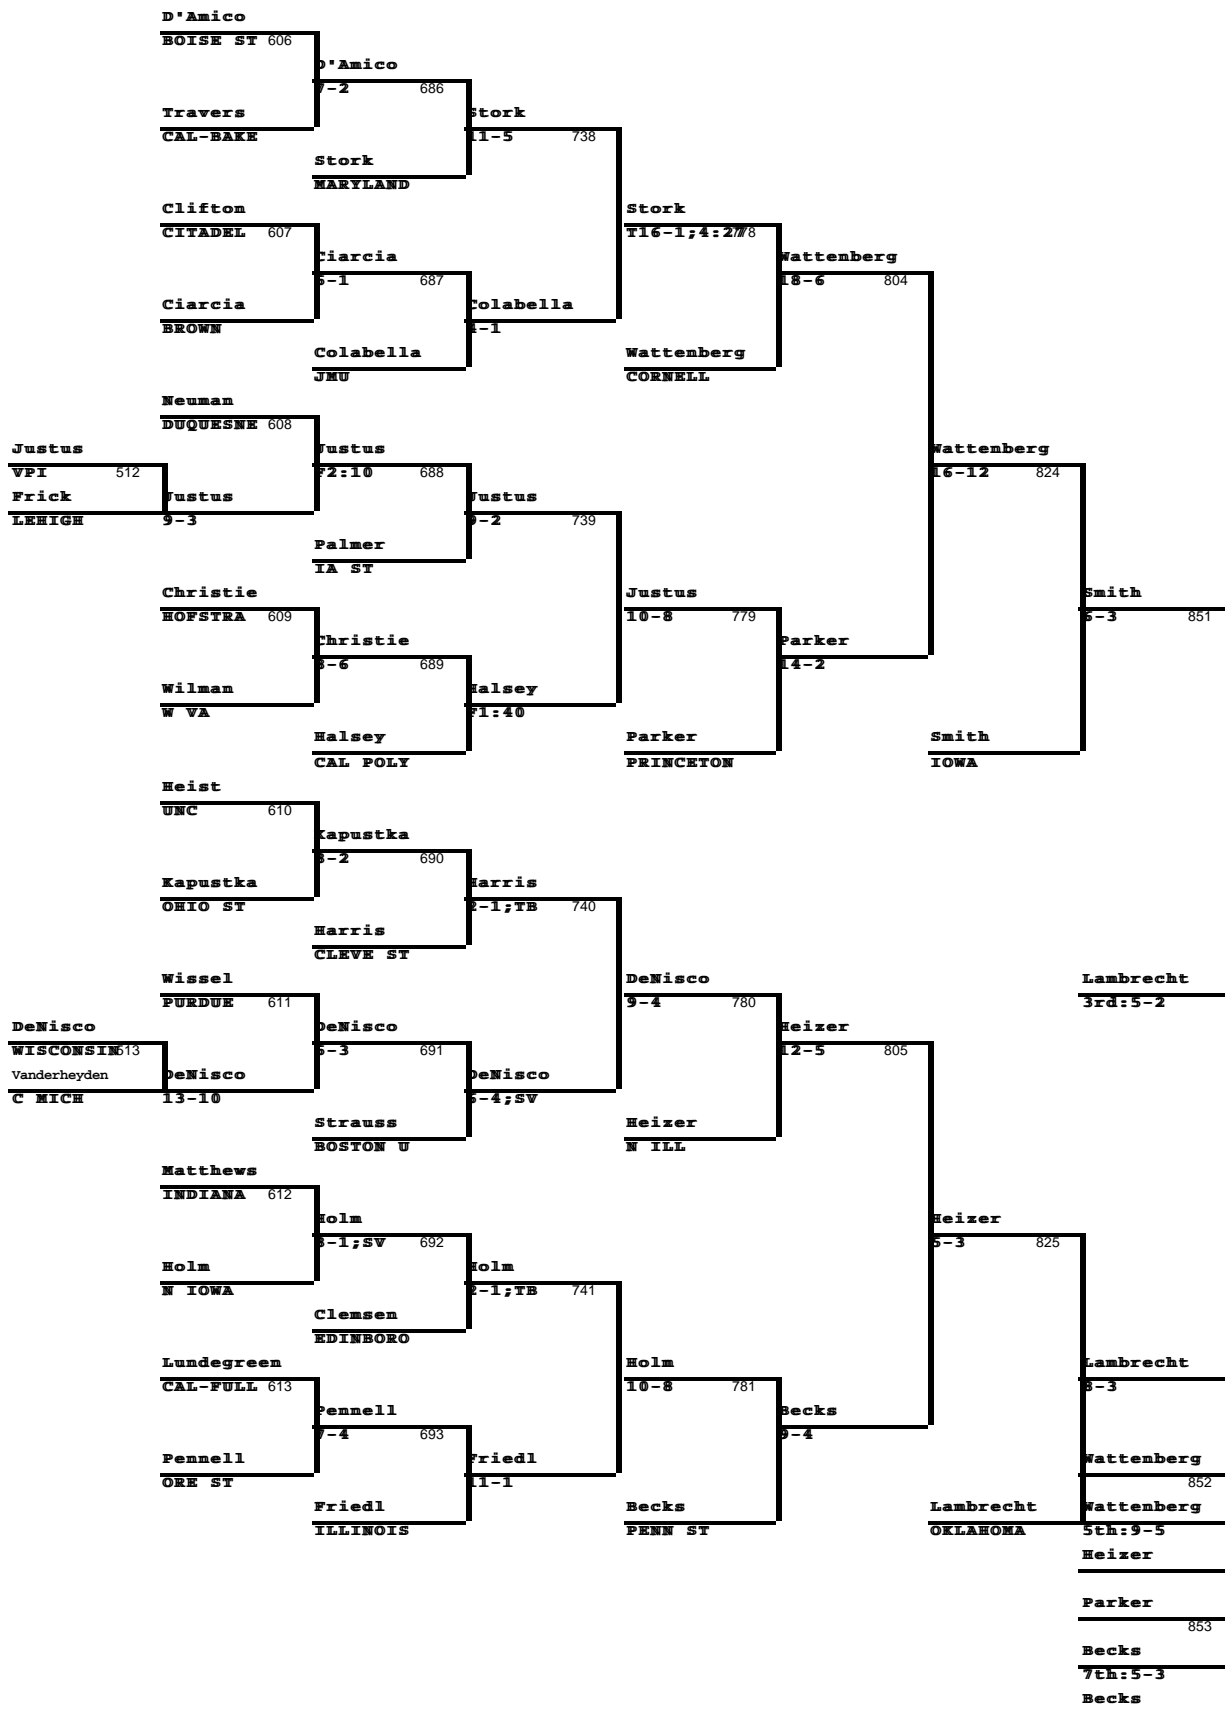 D'Amico
BOISE ST 606
D'Amico
7-2 686
Travers
CAL-BAKE
Stork
11-5 738
Stork
MARYLAND
Clifton
CITADEL 607
Stork
T16-1;4:27 778
Ciarcia
6-1 687
Wattenberg
18-6 804
Ciarcia
BROWN
Colabella
4-1
Colabella
JMU
Wattenberg
CORNELL
Neuman
DUQUESNE 608
Justus
VPI 512
Justus
F2:10 688
Wattenberg
16-12 824
Frick
LEHIGH
Justus
9-3
Justus
9-2 739
Palmer
IA ST
Christie
HOFSTRA 609
Justus
10-8 779
Smith
6-3 851
Christie
8-6 689
Parker
14-2
Wilman
W VA
Halsey
F1:40
Halsey
CAL POLY
Parker
PRINCETON
Smith
IOWA
Heist
UNC 610
Kapustka
8-2 690
Kapustka
OHIO ST
Harris
2-1;TB 740
Harris
CLEVE ST
Wissel
PURDUE 611
DeNisco
9-4 780
Lambrecht
3rd:5-2
DeNisco
WISCONSIN 513
DeNisco
6-3 691
Heizer
12-5 805
Vanderheyden
C MICH
DeNisco
13-10
DeNisco
6-4;SV
Strauss
BOSTON U
Heizer
N ILL
Matthews
INDIANA 612
Holm
3-1;SV 692
Heizer
5-3 825
Holm
N IOWA
Holm
2-1;TB 741
Clemsen
EDINBORO
Lundegreen
CAL-FULL 613
Holm
10-8 781
Lambrecht
8-3
Pennell
7-4 693
Becks
9-4
Pennell
ORE ST
Friedl
11-1
Wattenberg
852
Friedl
ILLINOIS
Becks
PENN ST
Lambrecht
OKLAHOMA
Wattenberg
5th:9-5
Heizer
Parker
853
Becks
7th:5-3
Becks